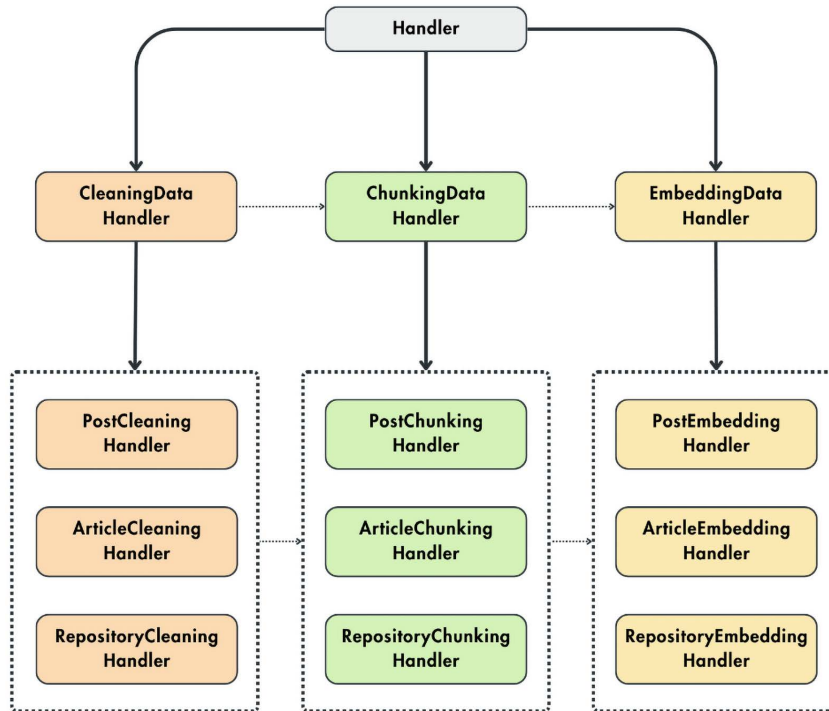 Handler
CleaningData
Handler
ChunkingData
Handler
EmbeddingData
Handler
PostCleaning
Handler
PostChunking
Handler
PostEmbedding
Handler
ArticleCleaning
Handler
ArticleChunking
Handler
ArticleEmbedding
Handler
RepositoryCleaning
Handler
RepositoryChunking
Handler
RepositoryEmbedding
Handler